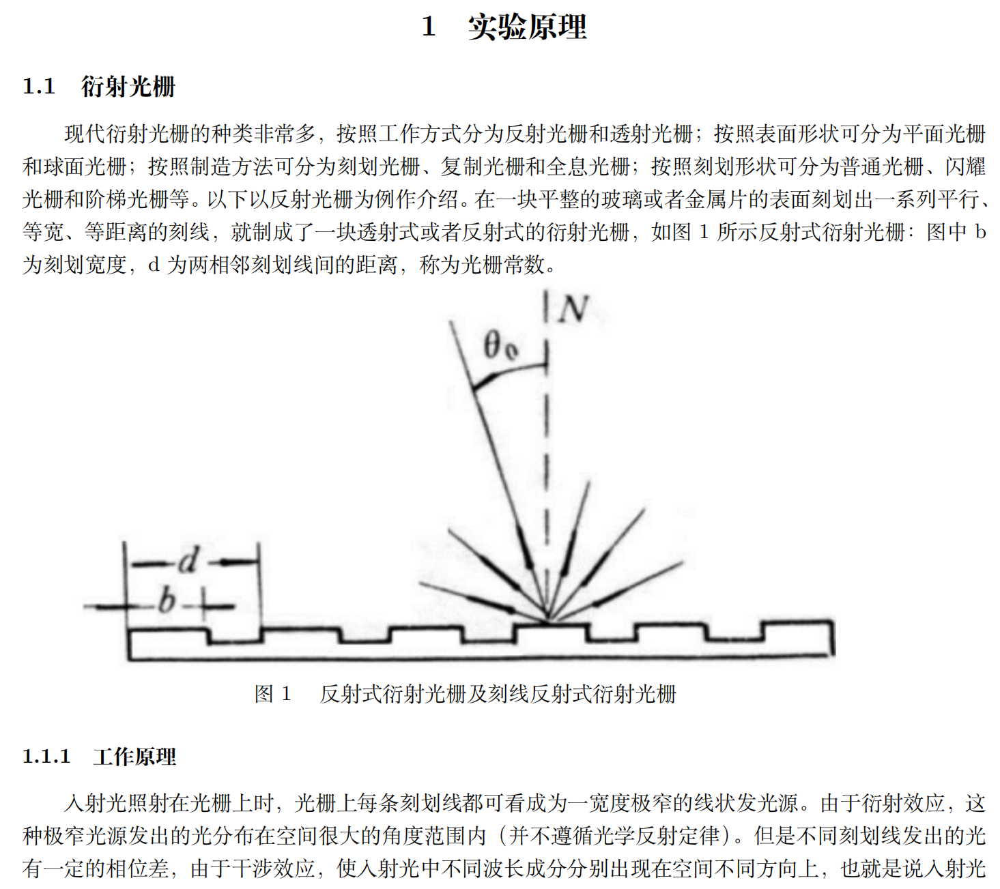 1 实验原理
1.1 衍射光栅
现代衍射光栅的种类非常多，按照工作方式分为反射光栅和透射光栅；按照表面形状可分为平面光栅
和球面光栅；按照制造方法可分为刻划光栅、复制光栅和全息光栅；按照刻划形状可分为普通光栅、闪耀
光栅和阶梯光栅等。以下以反射光栅为例作介绍。在一块平整的玻璃或者金属片的表面刻划出一系列平行、
等宽、等距离的刻线，就制成了一块透射式或者反射式的衍射光栅，如图 1 所示反射式衍射光栅：图中 b
为刻划宽度，d 为两相邻刻划线间的距离，称为光栅常数。
N
θ₀
d
b
图 1 反射式衍射光栅及刻线反射式衍射光栅
1.1.1 工作原理
入射光照射在光栅上时，光栅上每条刻划线都可看成为一宽度极窄的线状发光源。由于衍射效应，这
种极窄光源发出的光分布在空间很大的角度范围内（并不遵循光学反射定律）。但是不同刻划线发出的光
有一定的相位差，由于干涉效应，使入射光中不同波长成分分别出现在空间不同方向上，也就是说入射光